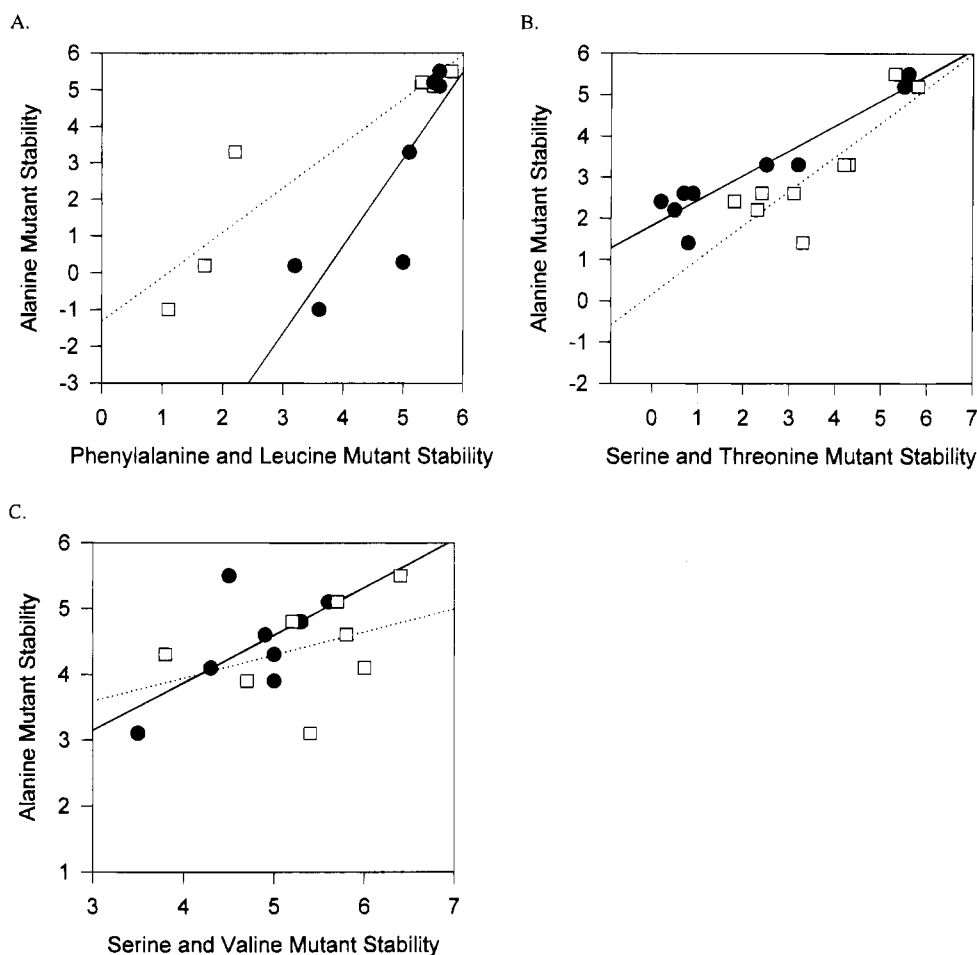 A.
Alanine Mutant Stability
6
5
4
3
2
1
0
-1
-2
-3
0 1 2 3 4 5 6
Phenylalanine and Leucine Mutant Stability
B.
Alanine Mutant Stability
6
5
4
3
2
1
0
-1
-2
0 1 2 3 4 5 6 7
Serine and Threonine Mutant Stability
C.
Alanine Mutant Stability
6
5
4
3
2
1
3 4 5 6 7
Serine and Valine Mutant Stability